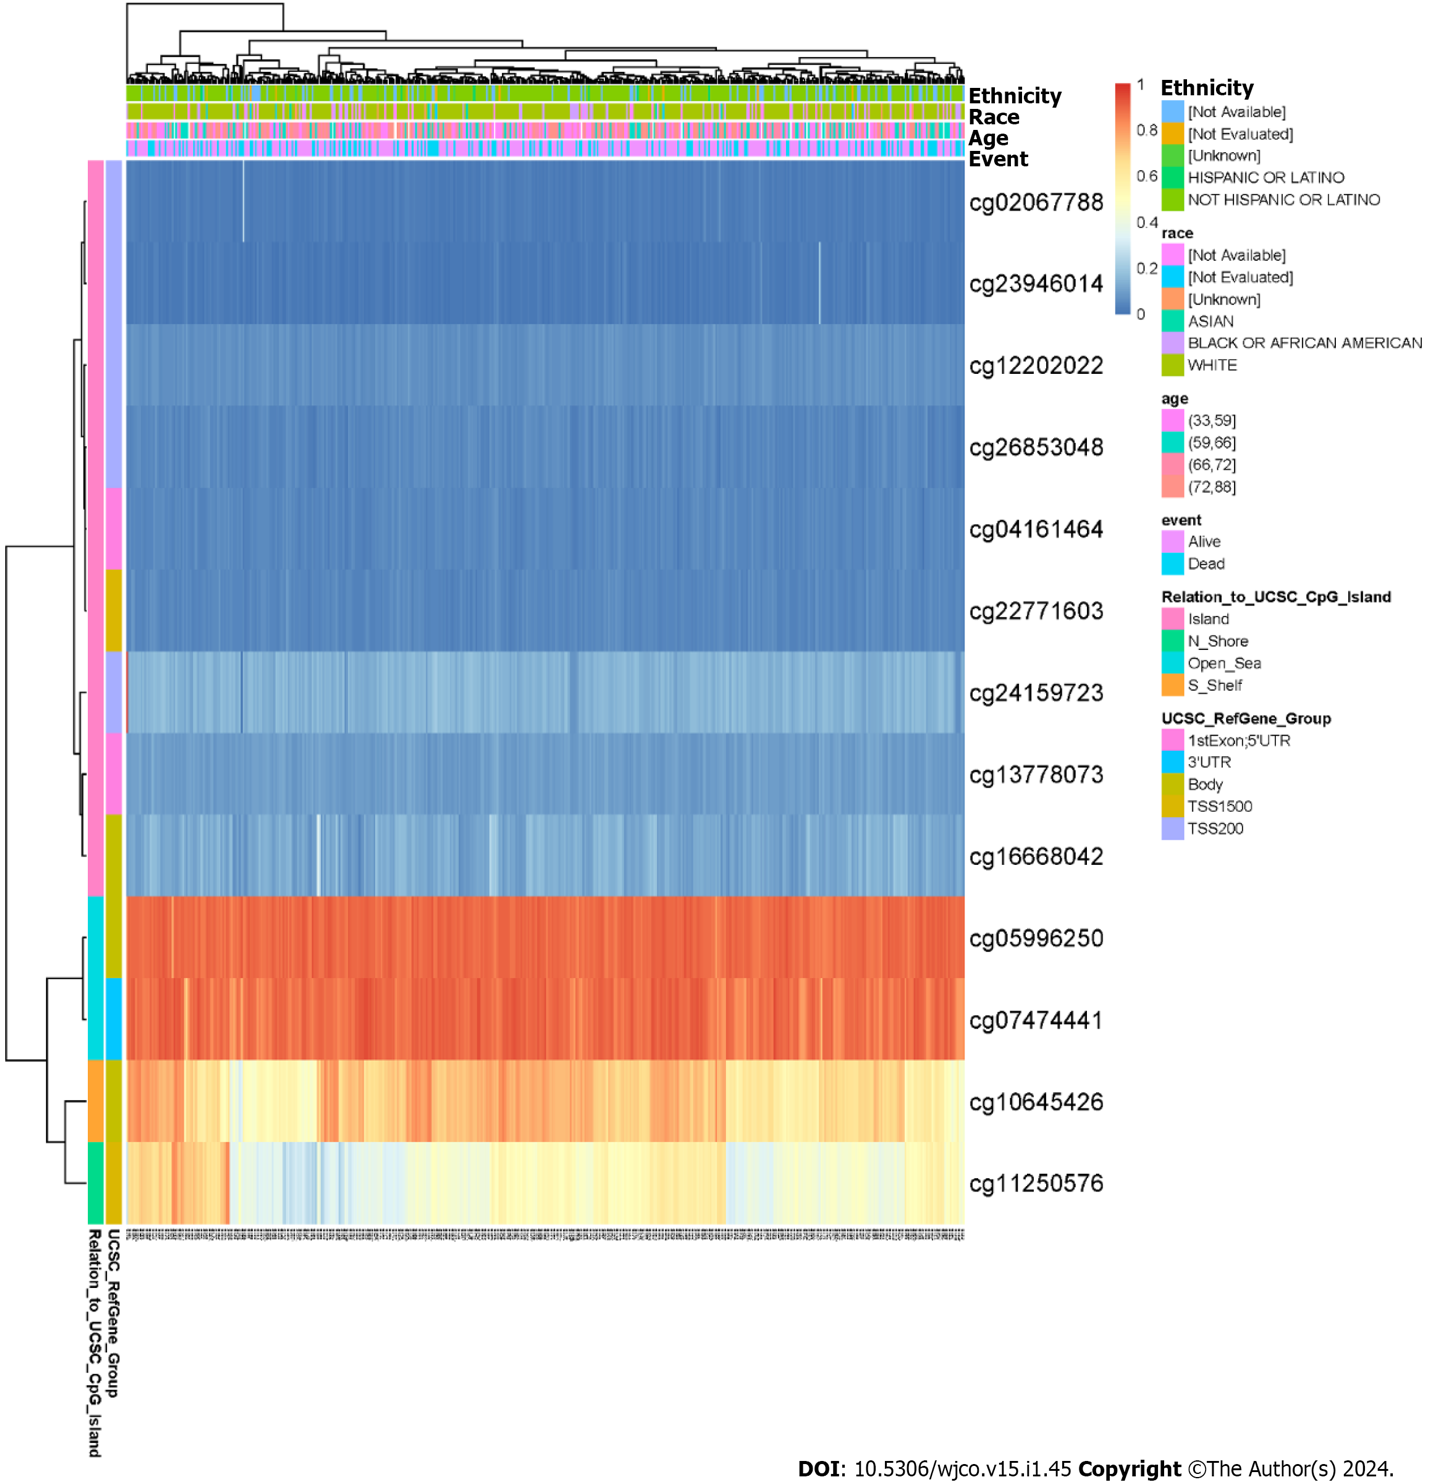 Ethnicity
Race
Age
Event
cg02067788
cg23946014
cg12202022
cg26853048
cg04161464
cg22771603
cg24159723
cg13778073
cg16668042
cg05996250
cg07474441
cg10645426
cg11250576
1
0.8
0.6
0.4
0.2
0
Ethnicity
[Not Available]
[Not Evaluated]
[Unknown]
HISPANIC OR LATINO
NOT HISPANIC OR LATINO
race
[Not Available]
[Not Evaluated]
[Unknown]
ASIAN
BLACK OR AFRICAN AMERICAN
WHITE
age
(33,59]
(59,66]
(66,72]
(72,88]
event
Alive
Dead
Relation_to_UCSC_CpG_Island
Island
N_Shore
Open_Sea
S_Shelf
UCSC_RefGene_Group
1stExon;5'UTR
3'UTR
Body
TSS1500
TSS200
UCSC_RefGene_Group
Relation_to_UCSC_CpG_Island
DOI: 10.5306/wjco.v15.i1.45 Copyright ©The Author(s) 2024.